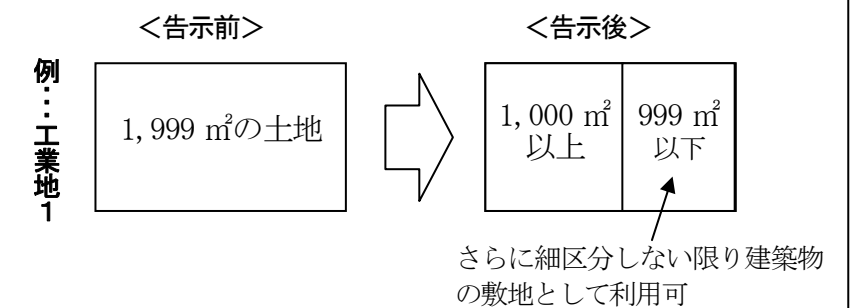 <告示前>
<告示後>
例…工業地1
1,999 ㎡の土地
1,000 ㎡
以上
999 ㎡
以下
さらに細区分しない限り建築物
の敷地として利用可